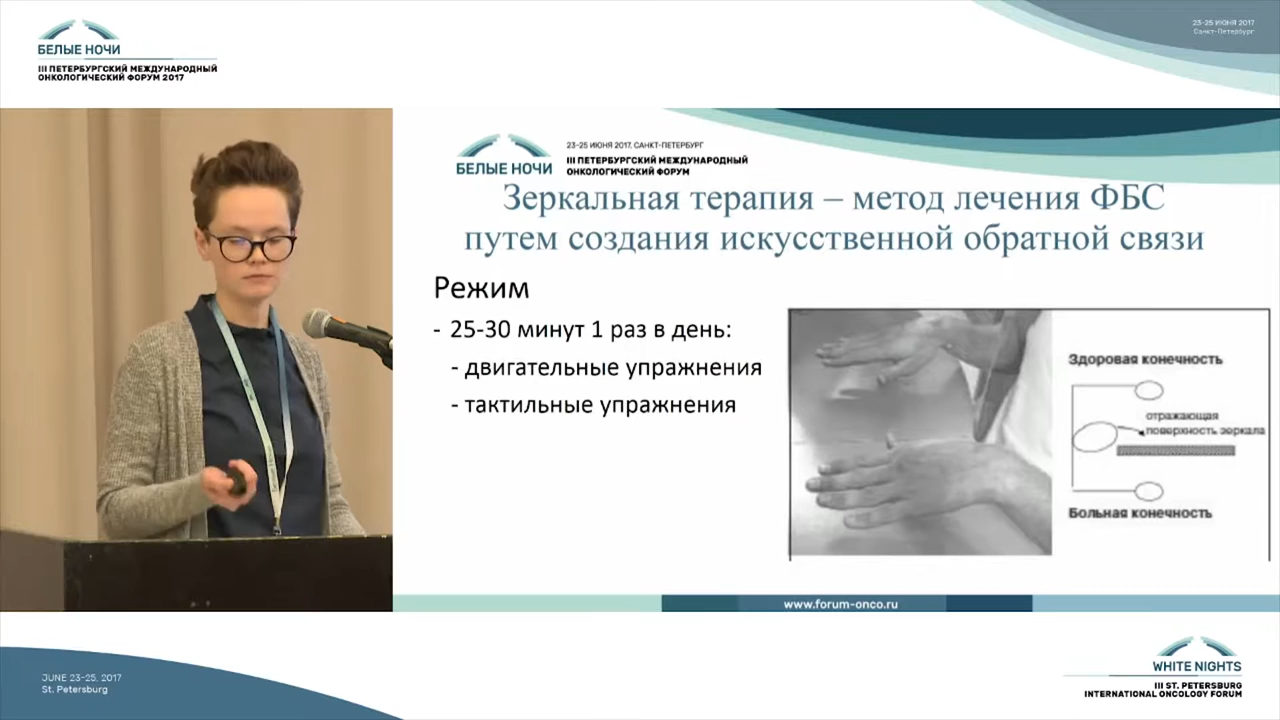 БЕЛЫЕ НОЧИ
III ПЕТЕРБУРГСКИЙ МЕЖДУНАРОДНЫЙ
ОНКОЛОГИЧЕСКИЙ ФОРУМ 2017
23-25 ИЮНЯ 2017
Санкт-Петербург
БЕЛЫЕ НОЧИ
23-25 ИЮНЯ 2017, САНКТ-ПЕТЕРБУРГ
III ПЕТЕРБУРГСКИЙ МЕЖДУНАРОДНЫЙ
ОНКОЛОГИЧЕСКИЙ ФОРУМ
Зеркальная терапия – метод лечения ФБС
путем создания искусственной обратной связи
Режим
- 25-30 минут 1 раз в день:
- двигательные упражнения
- тактильные упражнения
Здоровая конечность
отражающая
поверхность зеркала
Больная конечность
www.forum-onco.ru
JUNE 23-25, 2017
St. Petersburg
WHITE NIGHTS
III ST. PETERSBURG
INTERNATIONAL ONCOLOGY FORUM